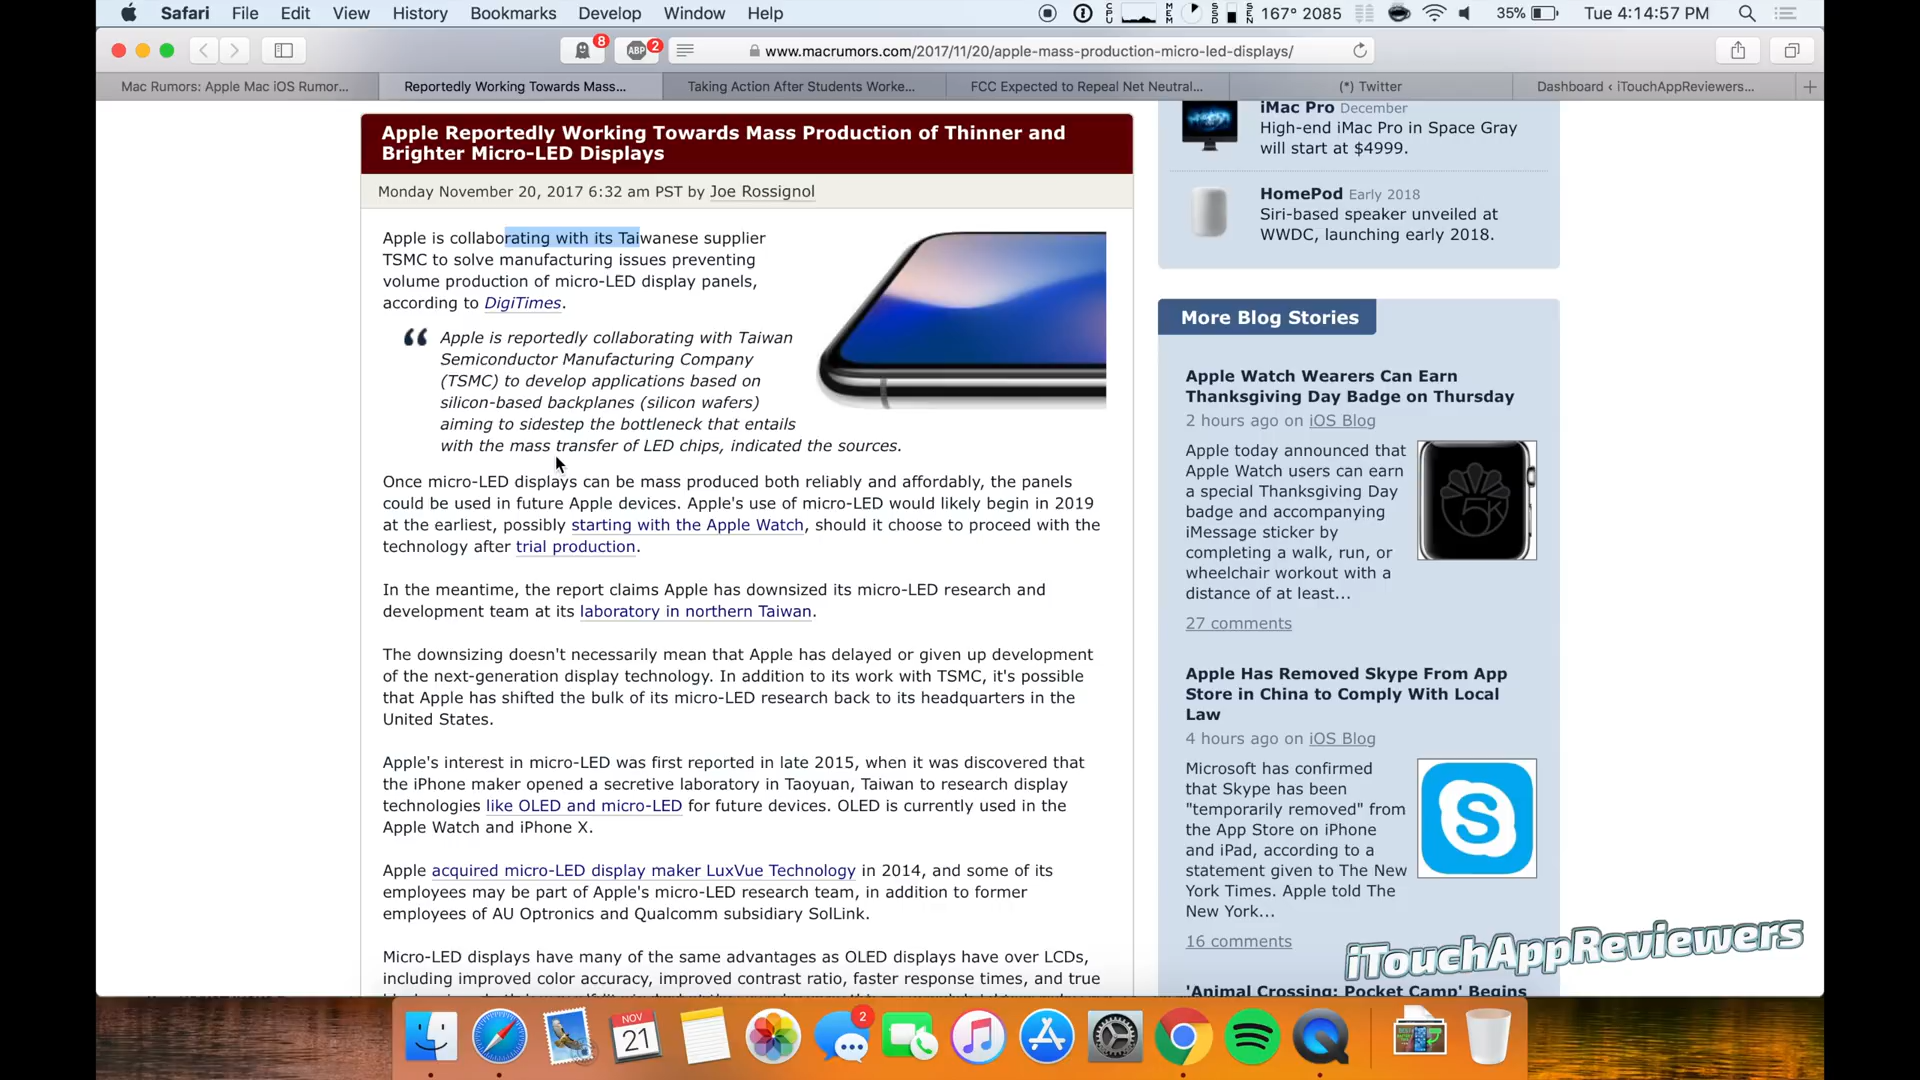 Safari File Edit View History Bookmarks Develop Window Help
CPU MEM SSD SEN 167° 2085 35% Tue 4:14:57 PM
8 ABP 2 www.macrumors.com/2017/11/20/apple-mass-production-micro-led-displays/
Mac Rumors: Apple Mac iOS Rumor...
Reportedly Working Towards Mass...
Taking Action After Students Worke...
FCC Expected to Repeal Net Neutral...
(*) Twitter
Dashboard ‹ iTouchAppReviewers...
Apple Reportedly Working Towards Mass Production of Thinner and
Brighter Micro-LED Displays
Monday November 20, 2017 6:32 am PST by Joe Rossignol
Apple is collaborating with its Taiwanese supplier
TSMC to solve manufacturing issues preventing
volume production of micro-LED display panels,
according to DigiTimes.
“ Apple is reportedly collaborating with Taiwan
Semiconductor Manufacturing Company
(TSMC) to develop applications based on
silicon-based backplanes (silicon wafers)
aiming to sidestep the bottleneck that entails
with the mass transfer of LED chips, indicated the sources.
Once micro-LED displays can be mass produced both reliably and affordably, the panels
could be used in future Apple devices. Apple's use of micro-LED would likely begin in 2019
at the earliest, possibly starting with the Apple Watch, should it choose to proceed with the
technology after trial production.
In the meantime, the report claims Apple has downsized its micro-LED research and
development team at its laboratory in northern Taiwan.
The downsizing doesn't necessarily mean that Apple has delayed or given up development
of the next-generation display technology. In addition to its work with TSMC, it's possible
that Apple has shifted the bulk of its micro-LED research back to its headquarters in the
United States.
Apple's interest in micro-LED was first reported in late 2015, when it was discovered that
the iPhone maker opened a secretive laboratory in Taoyuan, Taiwan to research display
technologies like OLED and micro-LED for future devices. OLED is currently used in the
Apple Watch and iPhone X.
Apple acquired micro-LED display maker LuxVue Technology in 2014, and some of its
employees may be part of Apple's micro-LED research team, in addition to former
employees of AU Optronics and Qualcomm subsidiary SolLink.
Micro-LED displays have many of the same advantages as OLED displays have over LCDs,
including improved color accuracy, improved contrast ratio, faster response times, and true
iMac Pro December
High-end iMac Pro in Space Gray
will start at $4999.
HomePod Early 2018
Siri-based speaker unveiled at
WWDC, launching early 2018.
More Blog Stories
Apple Watch Wearers Can Earn
Thanksgiving Day Badge on Thursday
2 hours ago on iOS Blog
Apple today announced that
Apple Watch users can earn
a special Thanksgiving Day
badge and accompanying
iMessage sticker by
completing a walk, run, or
wheelchair workout with a
distance of at least...
5K
27 comments
Apple Has Removed Skype From App
Store in China to Comply With Local
Law
4 hours ago on iOS Blog
Microsoft has confirmed
that Skype has been
"temporarily removed" from
the App Store on iPhone
and iPad, according to a
statement given to The New
York Times. Apple told The
New York...
S
16 comments
'Animal Crossing: Pocket Camp' Begins
iTouchAppReviewers
NOV
21
2